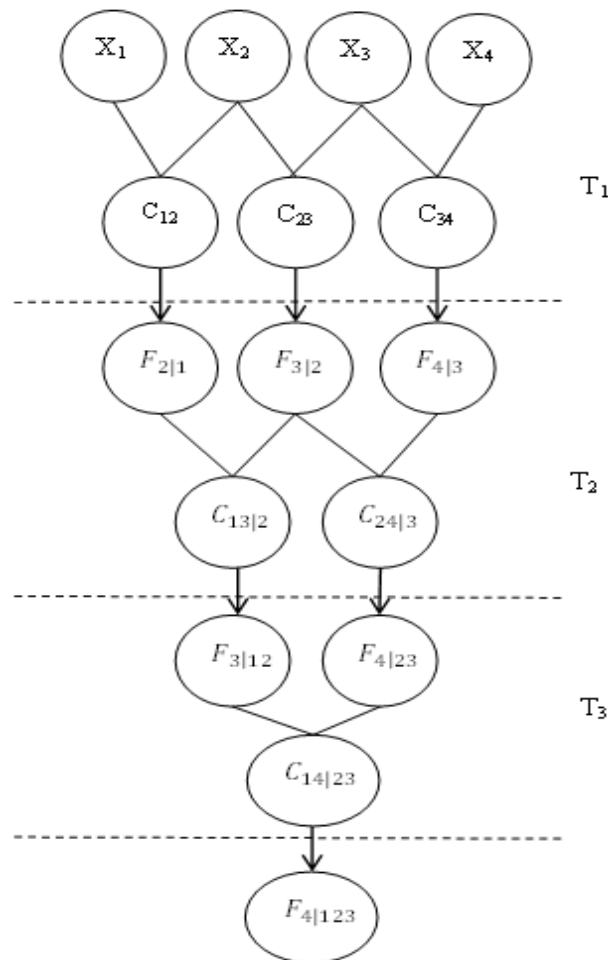 X₁ X₂ X₃ X₄
C₁₂ C₂₃ C₃₄
T₁
F₂|₁ F₃|₂ F₄|₃
C₁₃|₂ C₂₄|₃
T₂
F₃|₁₂ F₄|₂₃
T₃
C₁₄|₂₃
F₄|₁₂₃